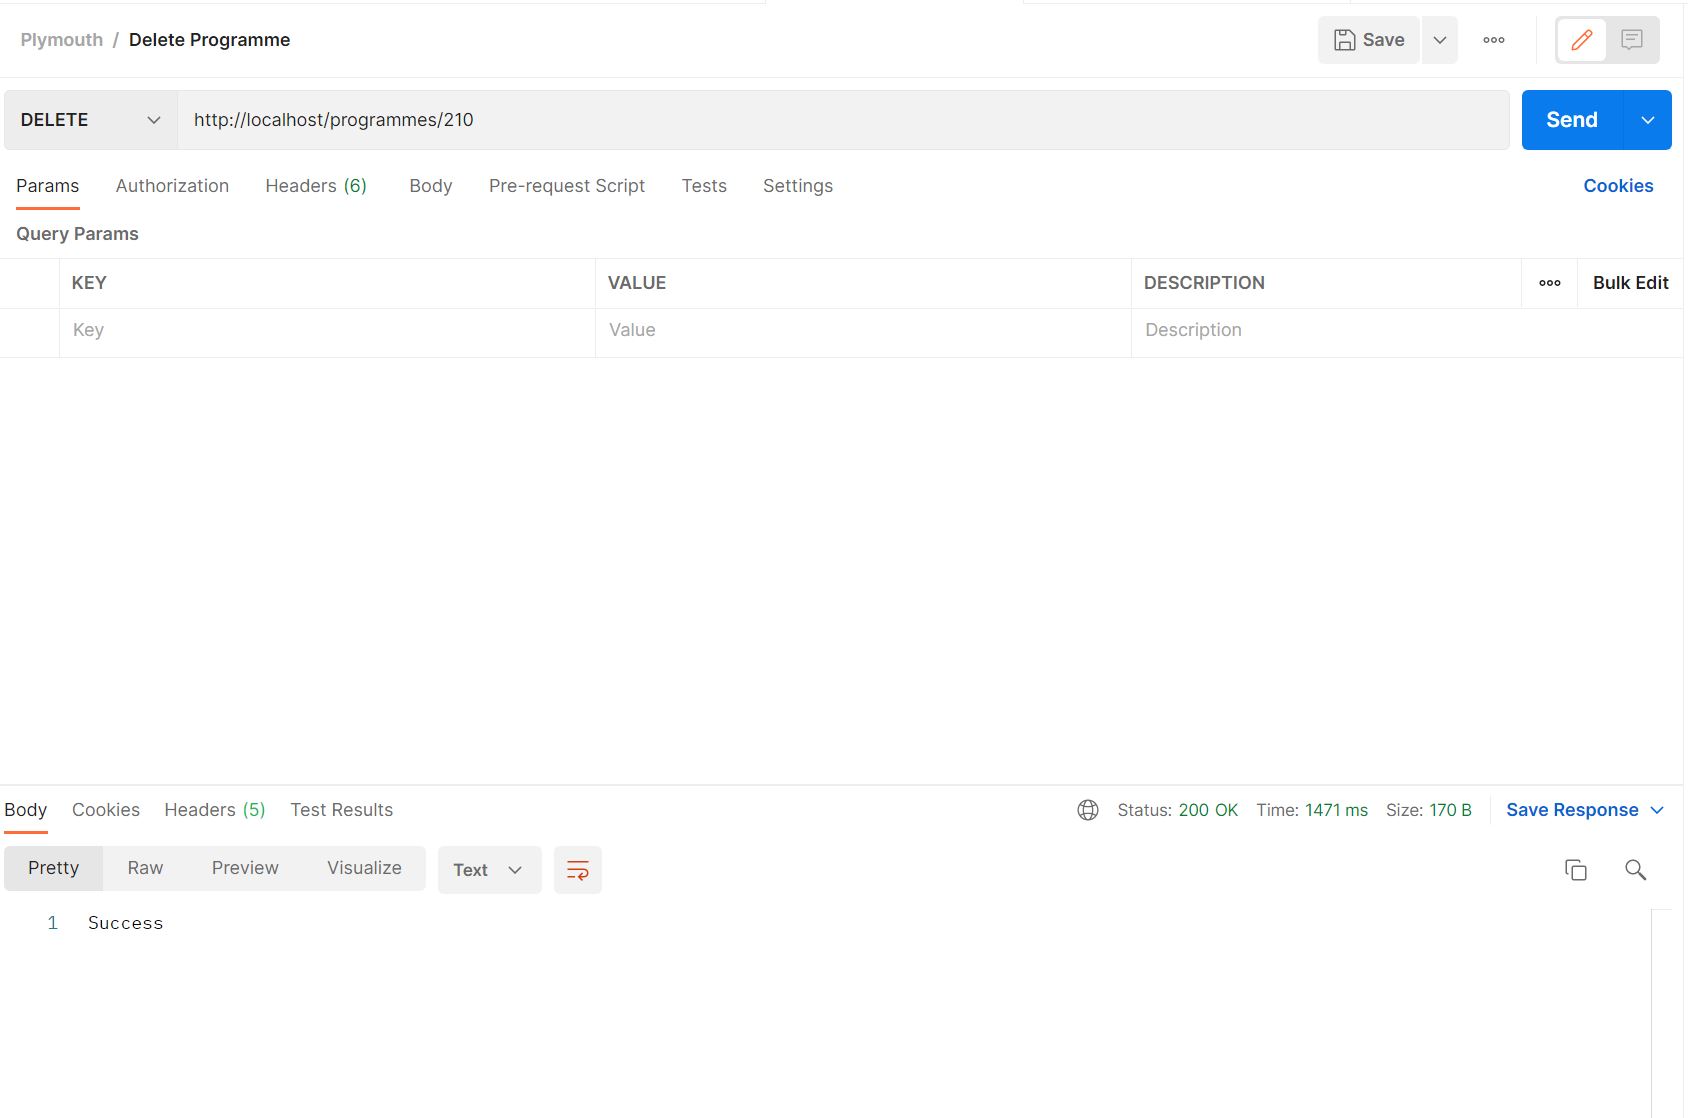 Plymouth / Delete Programme
Save
DELETE
http://localhost/programmes/210
Send
Params Authorization Headers (6) Body Pre-request Script Tests Settings Cookies
Query Params
KEY VALUE DESCRIPTION Bulk Edit
Key Value Description
Body Cookies Headers (5) Test Results Status: 200 OK Time: 1471 ms Size: 170 B Save Response
Pretty Raw Preview Visualize Text
1 Success